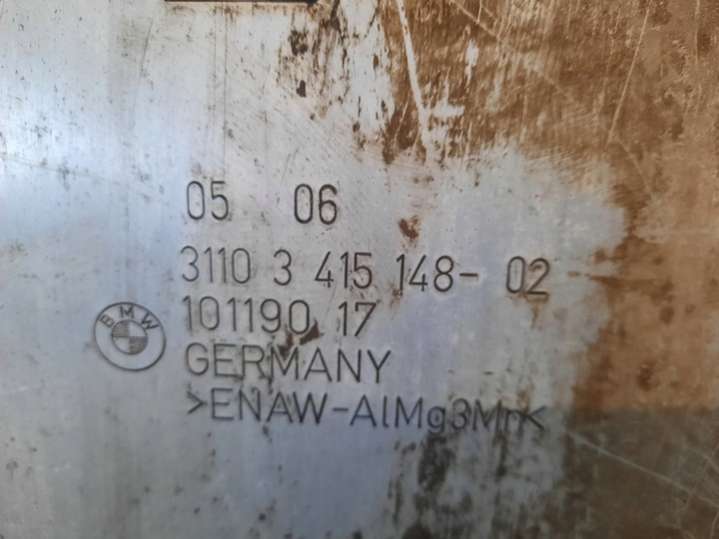 05 06
3110 3 415 148- 02
101190 17
BMW
GERMANY
>ENAW-AlMg3Mn<